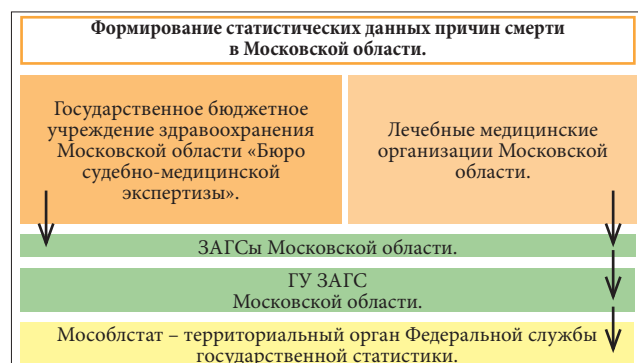 Формирование статистических данных причин смерти
в Московской области.
Государственное бюджетное
учреждение здравоохранения
Московской области «Бюро
судебно-медицинской
экспертизы».
Лечебные медицинские
организации Московской
области.
ЗАГСы Московской области.
ГУ ЗАГС
Московской области.
Мособлстат – территориальный орган Федеральной службы
государственной статистики.